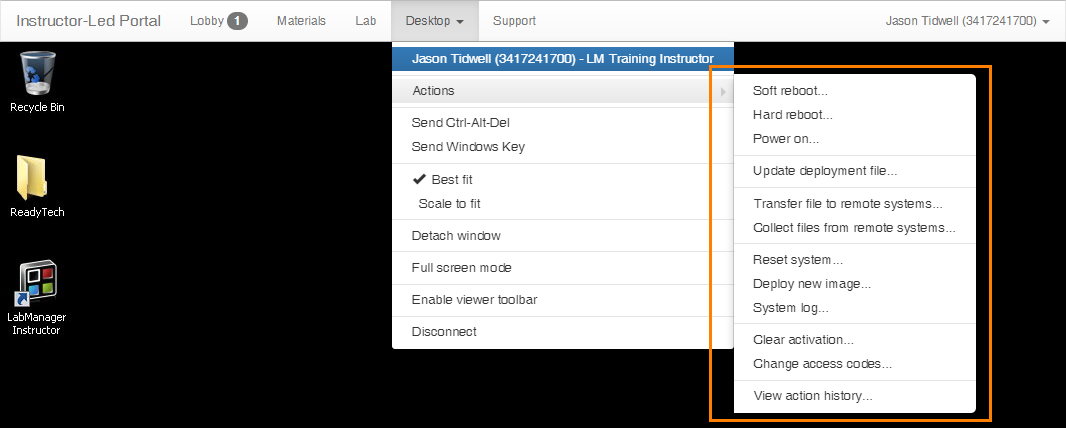 Instructor-Led Portal
Lobby 1
Materials
Lab
Desktop
Support
Jason Tidwell (3417241700)
Recycle Bin
ReadyTech
LabManager
Instructor
Jason Tidwell (3417241700) - LM Training Instructor
Actions
Send Ctrl-Alt-Del
Send Windows Key
Best fit
Scale to fit
Detach window
Full screen mode
Enable viewer toolbar
Disconnect
Soft reboot...
Hard reboot...
Power on...
Update deployment file...
Transfer file to remote systems...
Collect files from remote systems...
Reset system...
Deploy new image...
System log...
Clear activation...
Change access codes...
View action history...